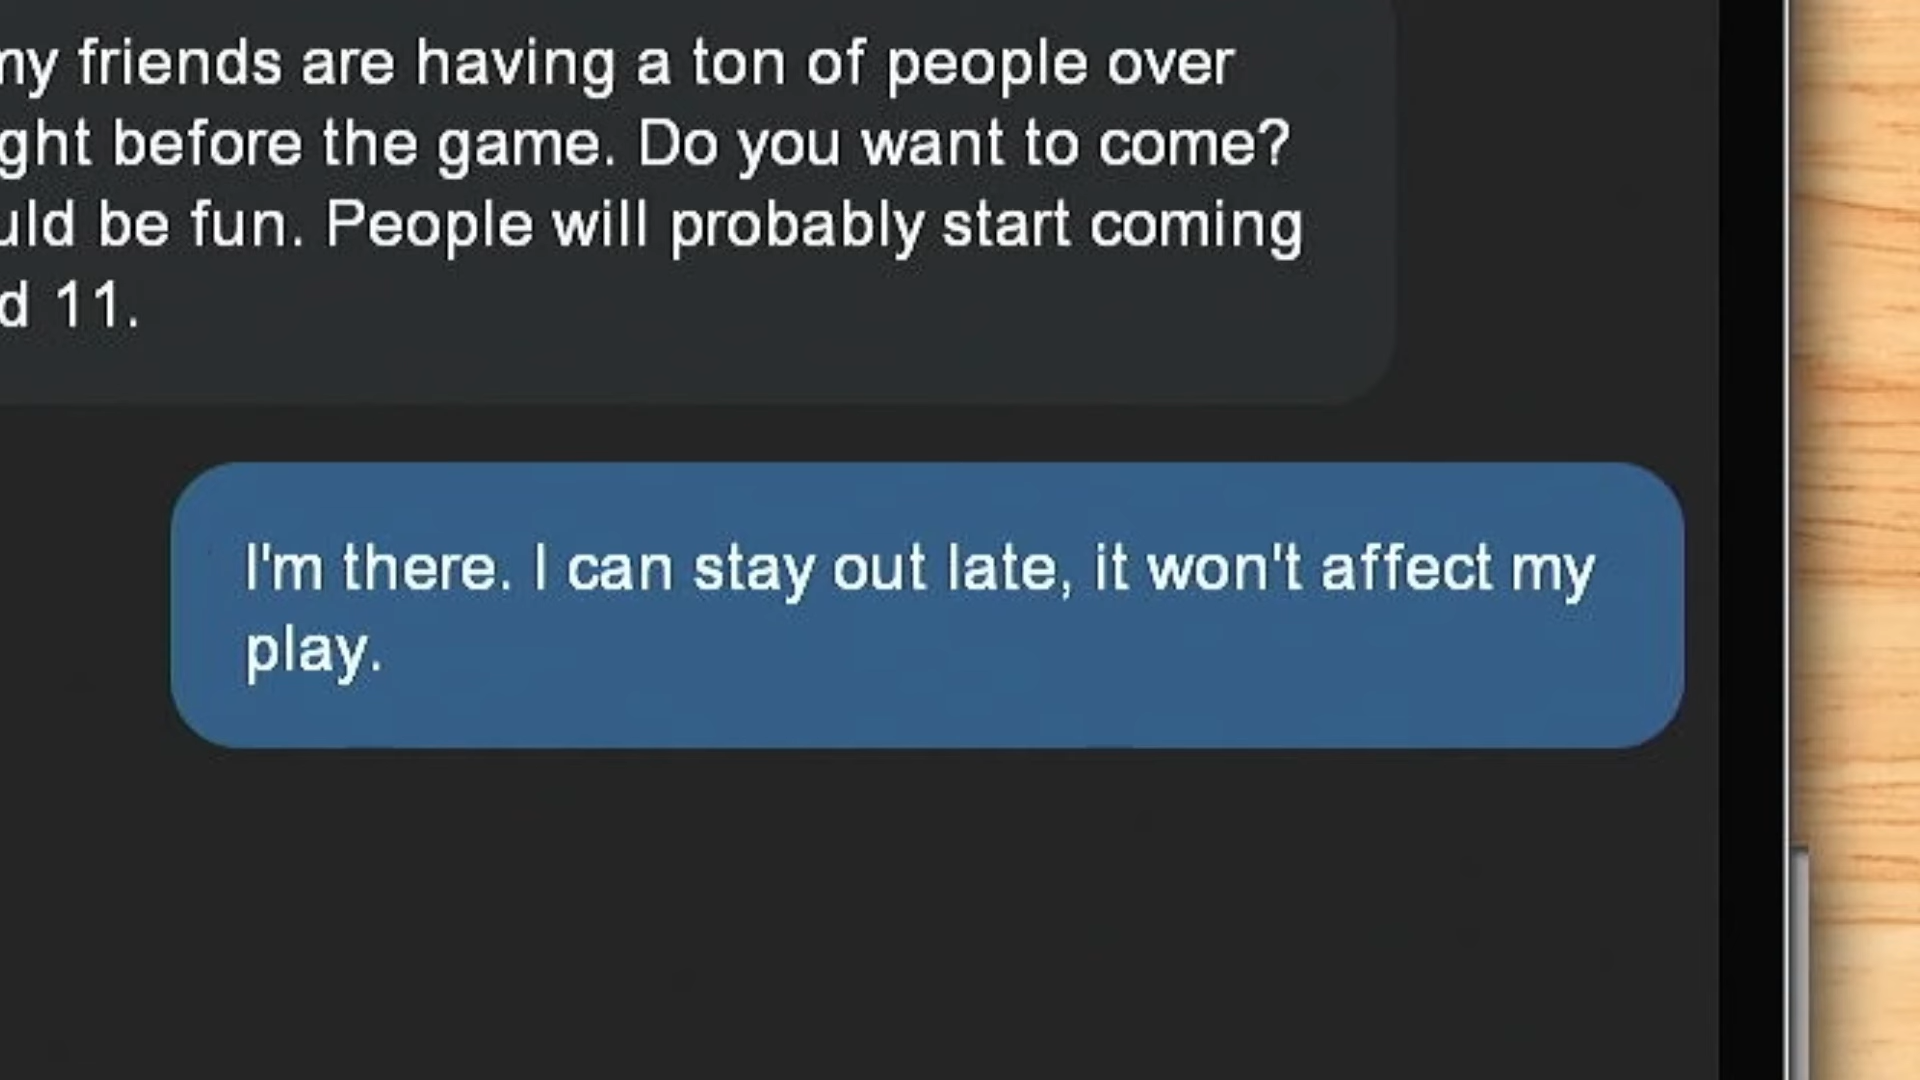 my friends are having a ton of people over
ght before the game. Do you want to come?
uld be fun. People will probably start coming
d 11.
I'm there. I can stay out late, it won't affect my
play.